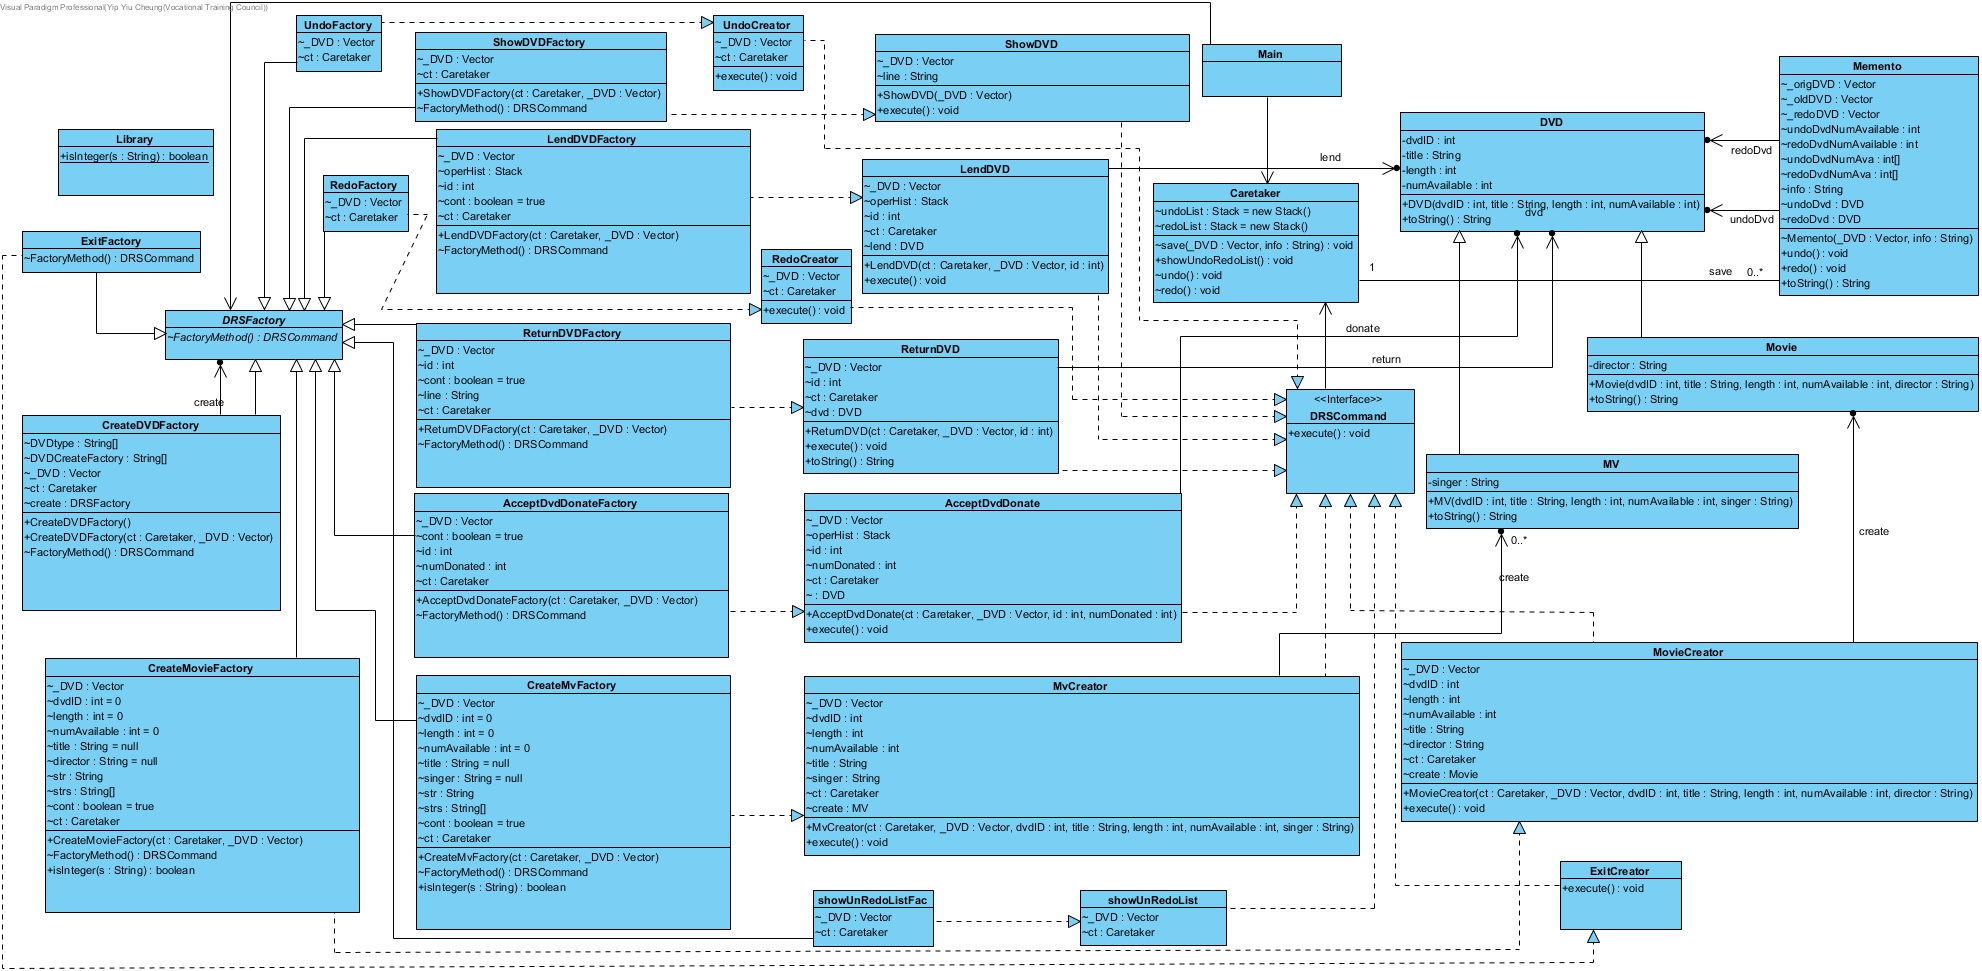 Visual Paradigm Professional(Yip Yiu Cheung(Vocational Training Council))
UndoFactory
~_DVD : Vector
~ct : Caretaker
UndoCreator
~_DVD : Vector
~ct : Caretaker
+execute() : void
ShowDVDFactory
~_DVD : Vector
~ct : Caretaker
+ShowDVDFactory(ct : Caretaker, _DVD : Vector)
~FactoryMethod() : DRSCommand
ShowDVD
~_DVD : Vector
~line : String
+ShowDVD(_DVD : Vector)
+execute() : void
Main
Memento
~_origDVD : Vector
~_oldDVD : Vector
~_redoDVD : Vector
~undoDvdNumAvailable : int
~redoDvdNumAvailable : int
~undoDvdNumAva : int[]
~redoDvdNumAva : int[]
~info : String
~undoDvd : DVD
~redoDvd : DVD
~Memento(_DVD : Vector, info : String)
+undo() : void
+redo() : void
+toString() : String
DVD
-dvdID : int
-title : String
-length : int
-numAvailable : int
+DVD(dvdID : int, title : String, length : int, numAvailable : int)
+toString() : String
dvd
redoDvd
undoDvd
Library
+isInteger(s : String) : boolean
LendDVDFactory
~_DVD : Vector
~operHist : Stack
~id : int
~cont : boolean = true
~ct : Caretaker
+LendDVDFactory(ct : Caretaker, _DVD : Vector)
~FactoryMethod() : DRSCommand
LendDVD
~_DVD : Vector
~operHist : Stack
~id : int
~ct : Caretaker
~lend : DVD
+LendDVD(ct : Caretaker, _DVD : Vector, id : int)
+execute() : void
lend
RedoFactory
~_DVD : Vector
~ct : Caretaker
Caretaker
~undoList : Stack = new Stack()
~redoList : Stack = new Stack()
~save(_DVD : Vector, info : String) : void
+showUndoRedoList() : void
~undo() : void
~redo() : void
1
save
0..*
ExitFactory
~FactoryMethod() : DRSCommand
RedoCreator
~_DVD : Vector
~ct : Caretaker
+execute() : void
DRSFactory
~FactoryMethod() : DRSCommand
create
ReturnDVDFactory
~_DVD : Vector
~id : int
~cont : boolean = true
~line : String
~ct : Caretaker
+ReturnDVDFactory(ct : Caretaker, _DVD : Vector)
~FactoryMethod() : DRSCommand
ReturnDVD
~_DVD : Vector
~id : int
~ct : Caretaker
~dvd : DVD
+ReturnDVD(ct : Caretaker, _DVD : Vector, id : int)
+execute() : void
+toString() : String
donate
return
Movie
-director : String
+Movie(dvdID : int, title : String, length : int, numAvailable : int, director : String)
+toString() : String
<<Interface>>
DRSCommand
+execute() : void
CreateDVDFactory
~DVDtype : String[]
~DVDCreateFactory : String[]
~_DVD : Vector
~ct : Caretaker
~create : DRSFactory
+CreateDVDFactory()
+CreateDVDFactory(ct : Caretaker, _DVD : Vector)
~FactoryMethod() : DRSCommand
MV
-singer : String
+MV(dvdID : int, title : String, length : int, numAvailable : int, singer : String)
+toString() : String
0..*
create
create
AcceptDvdDonateFactory
~_DVD : Vector
~cont : boolean = true
~id : int
~numDonated : int
~ct : Caretaker
+AcceptDvdDonateFactory(ct : Caretaker, _DVD : Vector)
~FactoryMethod() : DRSCommand
AcceptDvdDonate
~_DVD : Vector
~operHist : Stack
~id : int
~numDonated : int
~ct : Caretaker
~ : DVD
+AcceptDvdDonate(ct : Caretaker, _DVD : Vector, id : int, numDonated : int)
+execute() : void
CreateMovieFactory
~_DVD : Vector
~dvdID : int = 0
~length : int = 0
~numAvailable : int = 0
~title : String = null
~director : String = null
~str : String
~strs : String[]
~cont : boolean = true
~ct : Caretaker
+CreateMovieFactory(ct : Caretaker, _DVD : Vector)
~FactoryMethod() : DRSCommand
+isInteger(s : String) : boolean
CreateMvFactory
~_DVD : Vector
~dvdID : int = 0
~length : int = 0
~numAvailable : int = 0
~title : String = null
~singer : String = null
~str : String
~strs : String[]
~cont : boolean = true
~ct : Caretaker
+CreateMvFactory(ct : Caretaker, _DVD : Vector)
~FactoryMethod() : DRSCommand
+isInteger(s : String) : boolean
MvCreator
~_DVD : Vector
~dvdID : int
~length : int
~numAvailable : int
~title : String
~singer : String
~ct : Caretaker
~create : MV
+MvCreator(ct : Caretaker, _DVD : Vector, dvdID : int, title : String, length : int, numAvailable : int, singer : String)
+execute() : void
MovieCreator
~_DVD : Vector
~dvdID : int
~length : int
~numAvailable : int
~title : String
~director : String
~ct : Caretaker
~create : Movie
+MovieCreator(ct : Caretaker, _DVD : Vector, dvdID : int, title : String, length : int, numAvailable : int, director : String)
+execute() : void
ExitCreator
+execute() : void
showUnRedoListFac
~_DVD : Vector
~ct : Caretaker
showUnRedoList
~_DVD : Vector
~ct : Caretaker